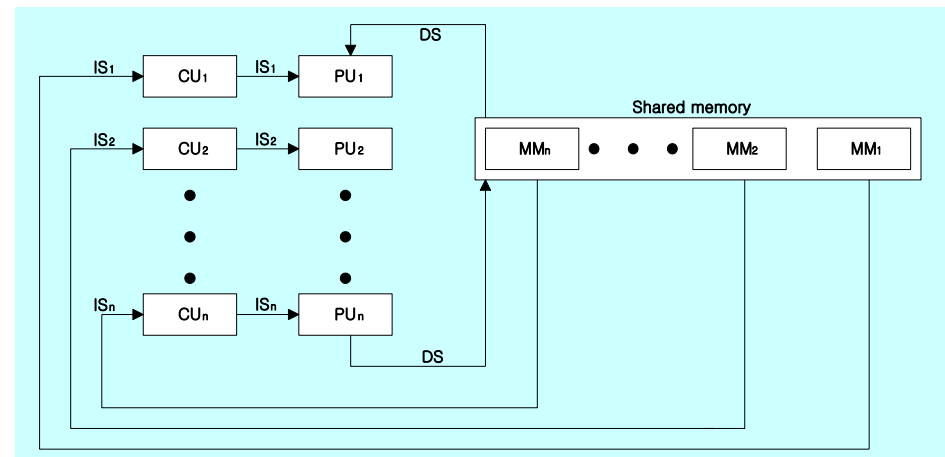 DS
IS1 CU1 IS1 PU1
Shared memory
IS2 CU2 IS2 PU2
MMn MM2 MM1
ISn CUn ISn PUn
DS